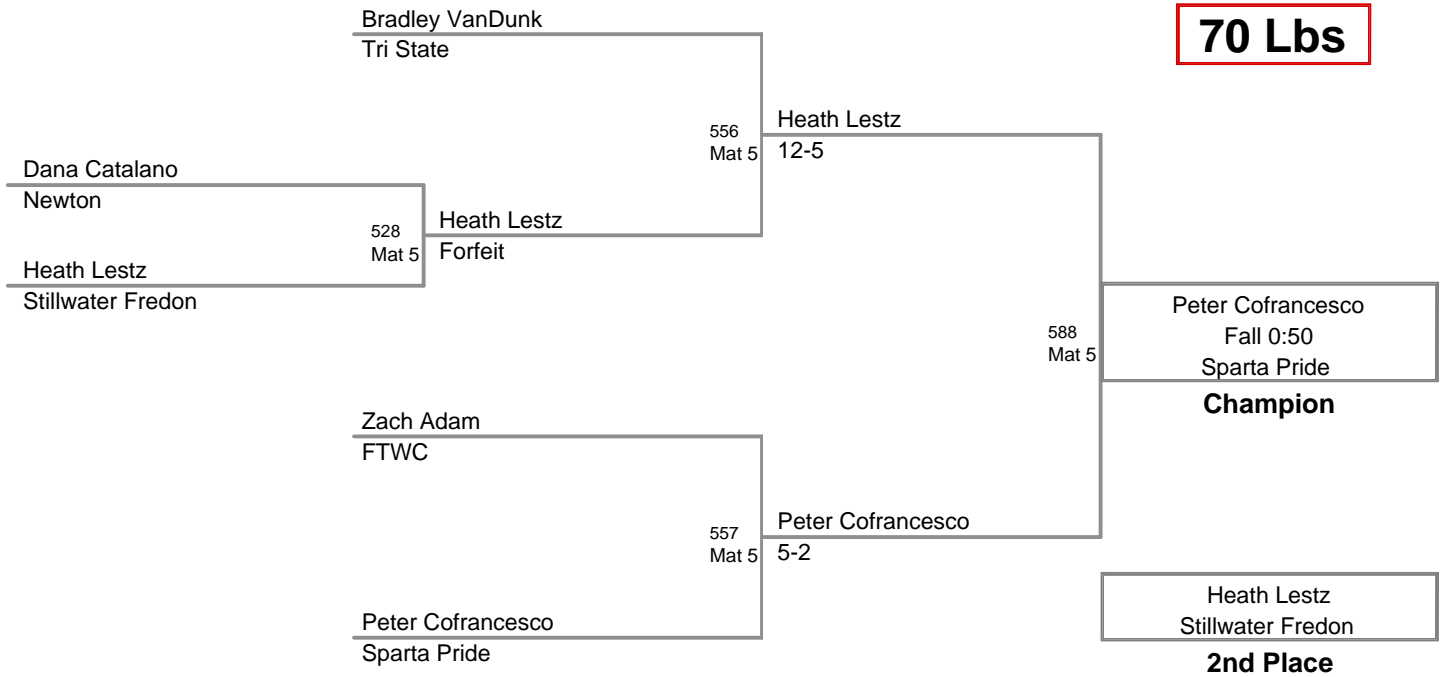 70 Lbs
Bradley VanDunk
Tri State
556
Mat 5
Heath Lestz
12-5
Dana Catalano
Newton
528
Mat 5
Heath Lestz
Forfeit
Heath Lestz
Stillwater Fredon
588
Mat 5
Peter Cofrancesco
Fall 0:50
Sparta Pride
Champion
Zach Adam
FTWC
557
Mat 5
Peter Cofrancesco
5-2
Peter Cofrancesco
Sparta Pride
Heath Lestz
Stillwater Fredon
2nd Place